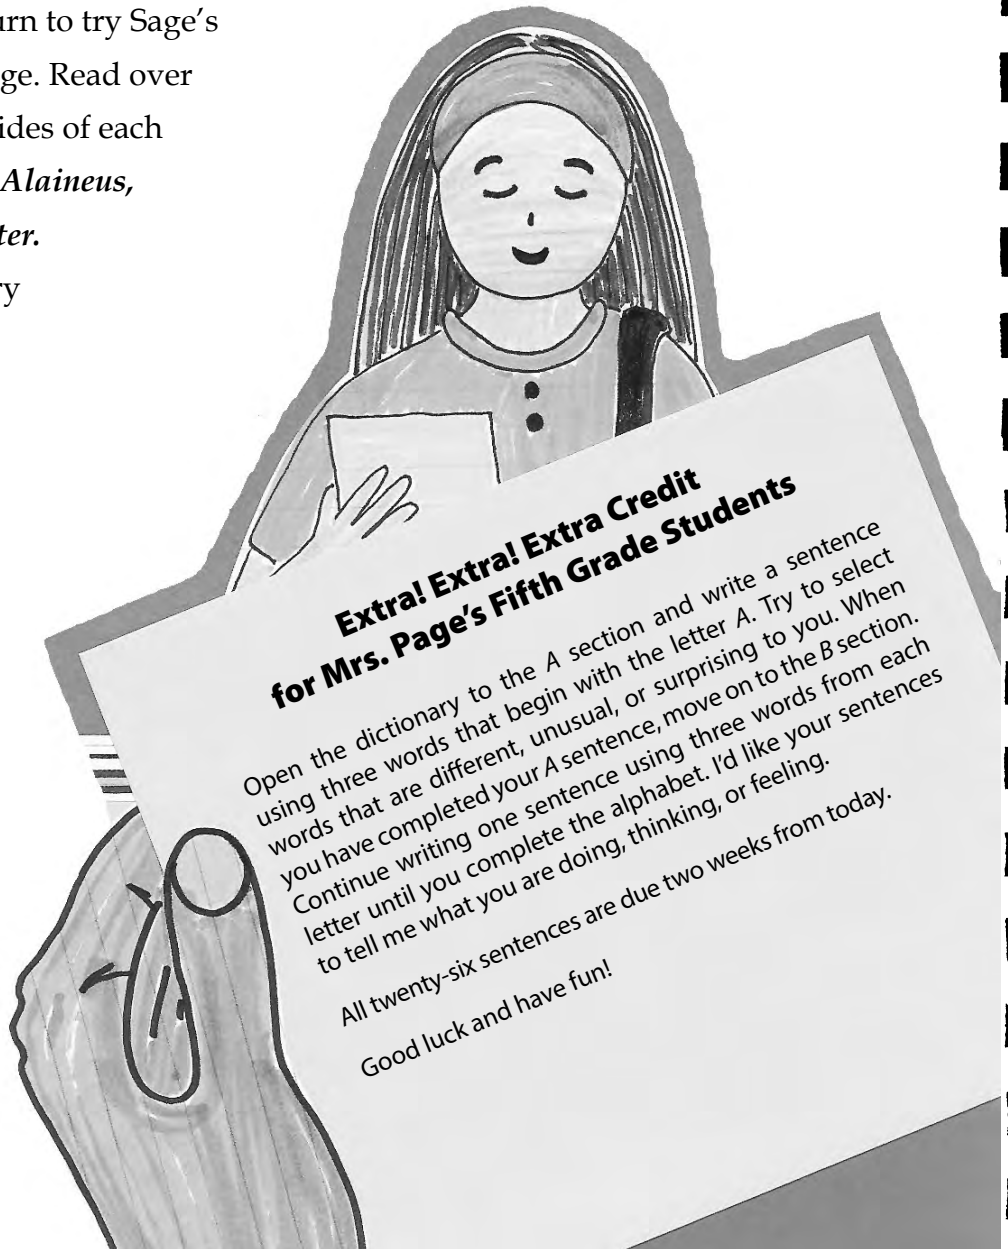 urn to try Sage's
ge. Read over
ides of each
Alaineus,
ter.
ry
Extra! Extra! Extra Credit
for Mrs. Page's Fifth Grade Students
Open the dictionary to the A section and write a sentence
using three words that begin with the letter A. Try to select
words that are different, unusual, or surprising to you. When
you have completed your A sentence, move on to the B section.
Continue writing one sentence using three words from each
letter until you complete the alphabet. I'd like your sentences
to tell me what you are doing, thinking, or feeling.
All twenty-six sentences are due two weeks from today.
Good luck and have fun!